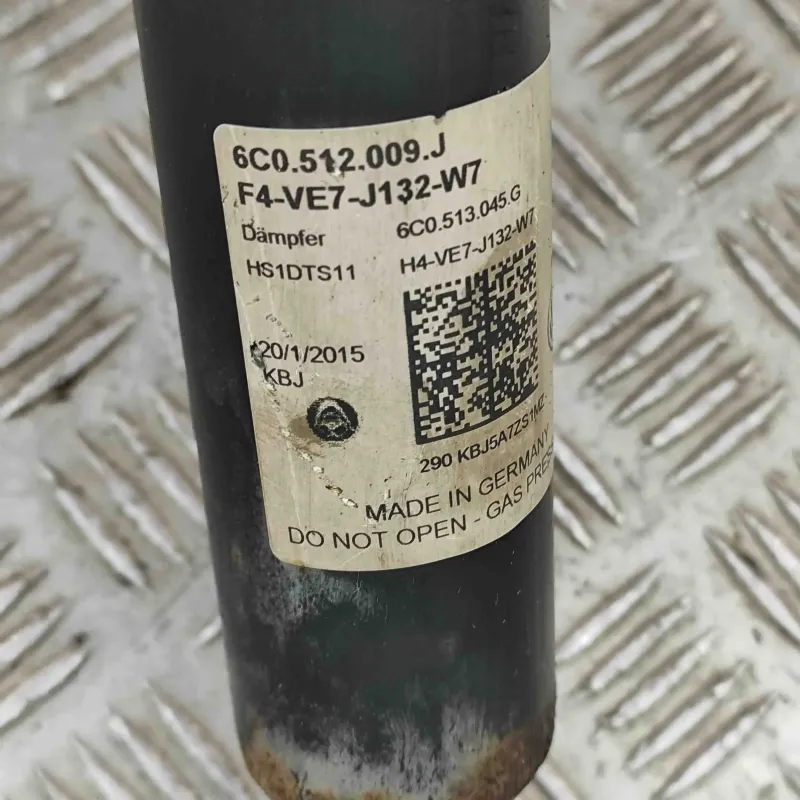 6C0.512.009.J
F4-VE7-J132-W7
Dämpfer 6C0.513.045.G
HS1DTS11 H4-VE7-J132-W7
20/1/2015
KBJ
290 KBJ5A7ZS1MZ
MADE IN GERMANY
DO NOT OPEN - GAS